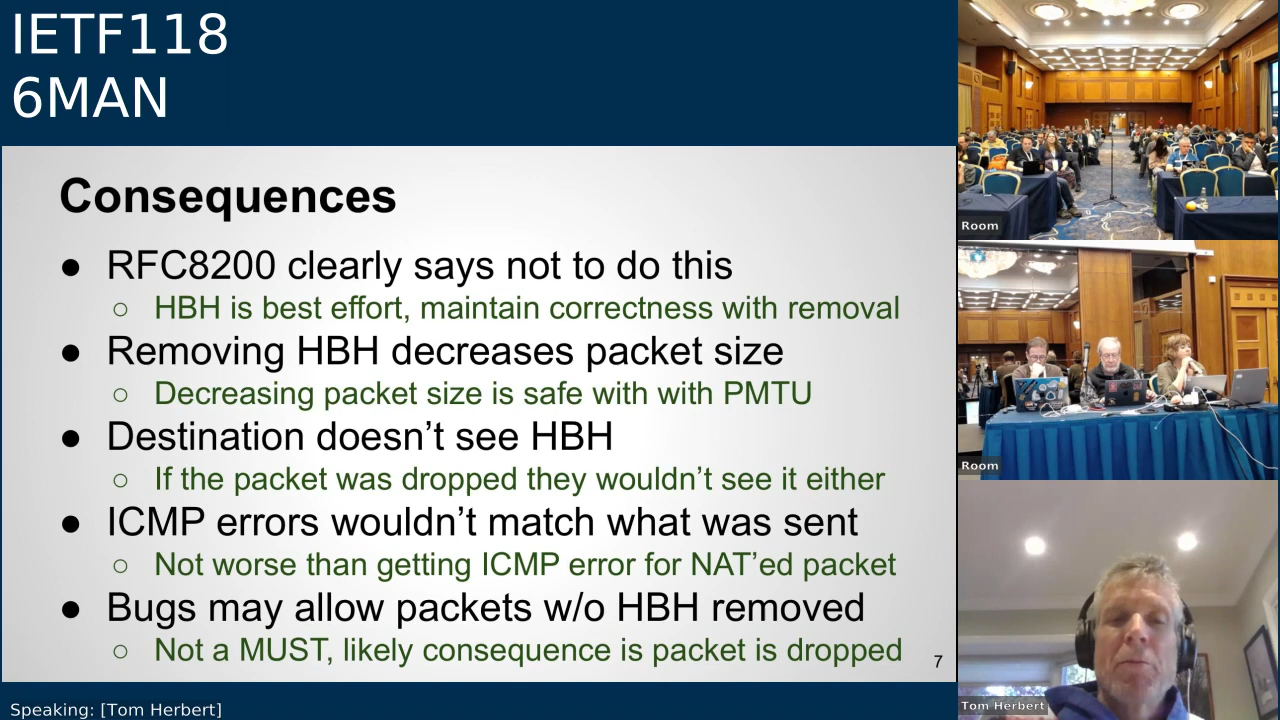 IETF118
6MAN
Consequences
● RFC8200 clearly says not to do this
○ HBH is best effort, maintain correctness with removal
● Removing HBH decreases packet size
○ Decreasing packet size is safe with with PMTU
● Destination doesn’t see HBH
○ If the packet was dropped they wouldn’t see it either
● ICMP errors wouldn’t match what was sent
○ Not worse than getting ICMP error for NAT’ed packet
● Bugs may allow packets w/o HBH removed
○ Not a MUST, likely consequence is packet is dropped
7
Speaking: [Tom Herbert]
Room
Room
Tom Herbert